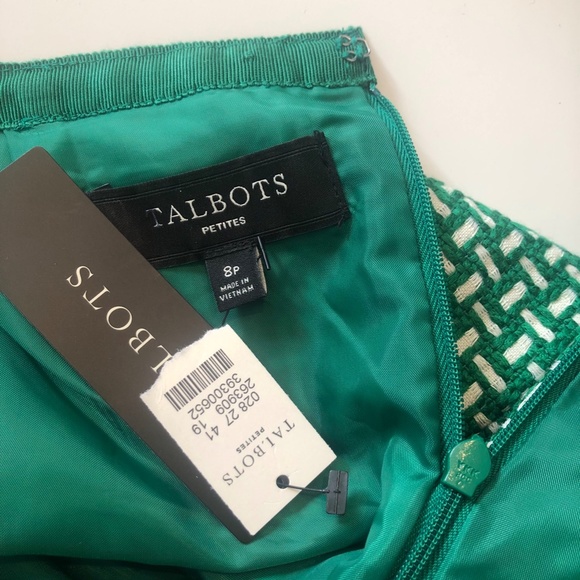 TALBOTS
PETITES
8P
MADE IN
VIETNAM
TALBOTS
028 27 41
263909 19
39300652
TALBOTS
PETITES